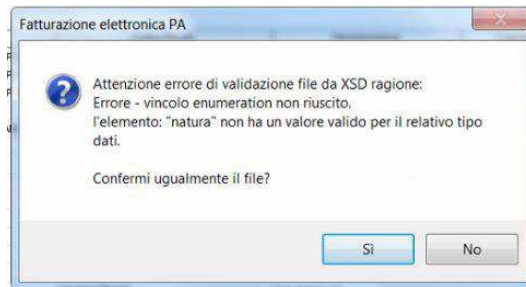 Fatturazione elettronica PA
Attenzione errore di validazione file da XSD ragione:
Errore - vincolo enumeration non riuscito.
l'elemento: "natura" non ha un valore valido per il relativo tipo
dati.
Confermi ugualmente il file?
Sì
No